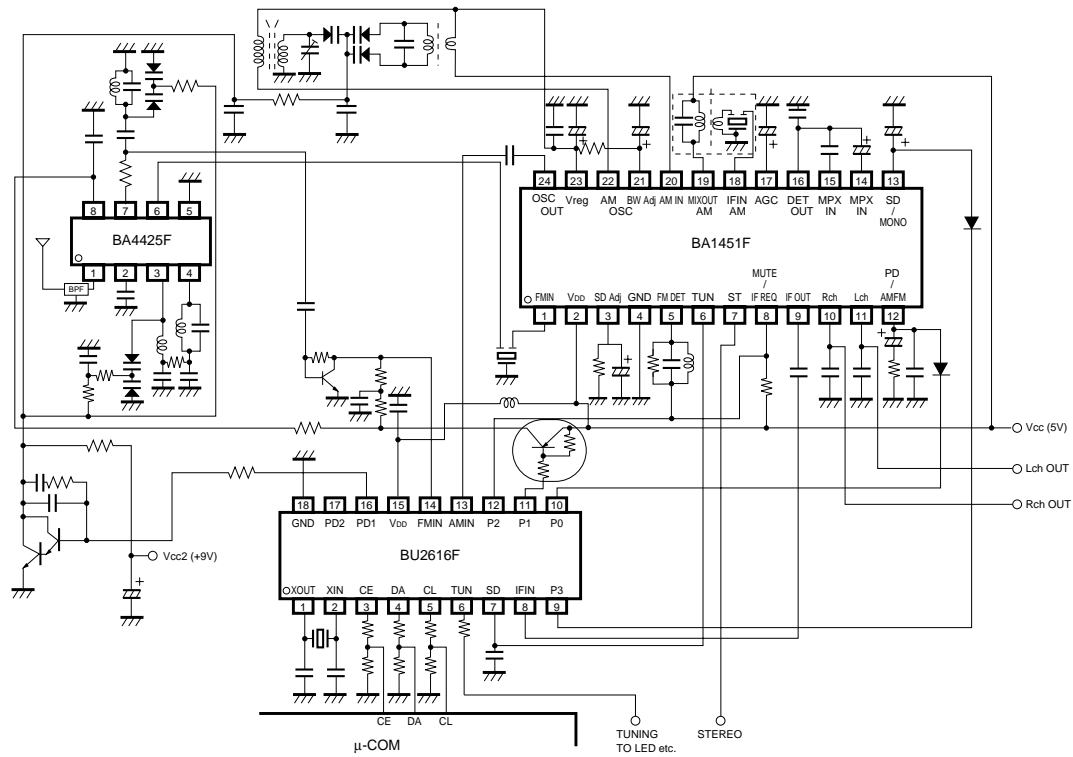 24 23 22 21 20 19 18 17 16 15 14 13
OSC OUT
Vreg
AM OSC
BW Adj
AM IN
MIXOUT AM
IFIN AM
AGC
DET OUT
MPX IN
MPX IN
SD / MONO
BA1451F
FMIN
VDD
SD Adj
GND
FM DET
TUN
ST
MUTE / IF REQ
IF OUT
Rch
Lch
PD / AMFM
1 2 3 4 5 6 7 8 9 10 11 12
8 7 6 5
BA4425F
1 2 3 4
BPF
Vcc (5V)
Lch OUT
Rch OUT
Vcc2 (+9V)
18 17 16 15 14 13 12 11 10
GND PD2 PD1 VDD FMIN AMIN P2 P1 P0
BU2616F
XOUT XIN CE DA CL TUN SD IFIN P3
1 2 3 4 5 6 7 8 9
CE DA CL
μ-COM
TUNING
TO LED etc.
STEREO
+
+
+
+
+
+
+
+
+